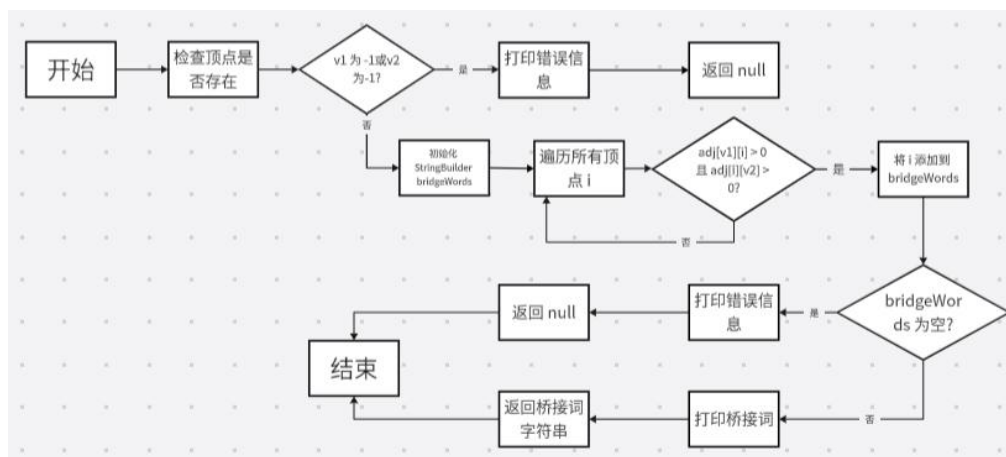 开始
检查顶点是
否存在
v1 为 -1或v2
为-1?
是
打印错误信
息
返回 null
否
初始化
StringBuilder
bridgeWords
遍历所有顶
点 i
adj[v1][i] > 0
且 adj[i][v2] >
0?
是
将 i 添加到
bridgeWords
否
bridgeWor
ds 为空?
是
打印错误信
息
返回 null
结束
否
打印桥接词
返回桥接词
字符串